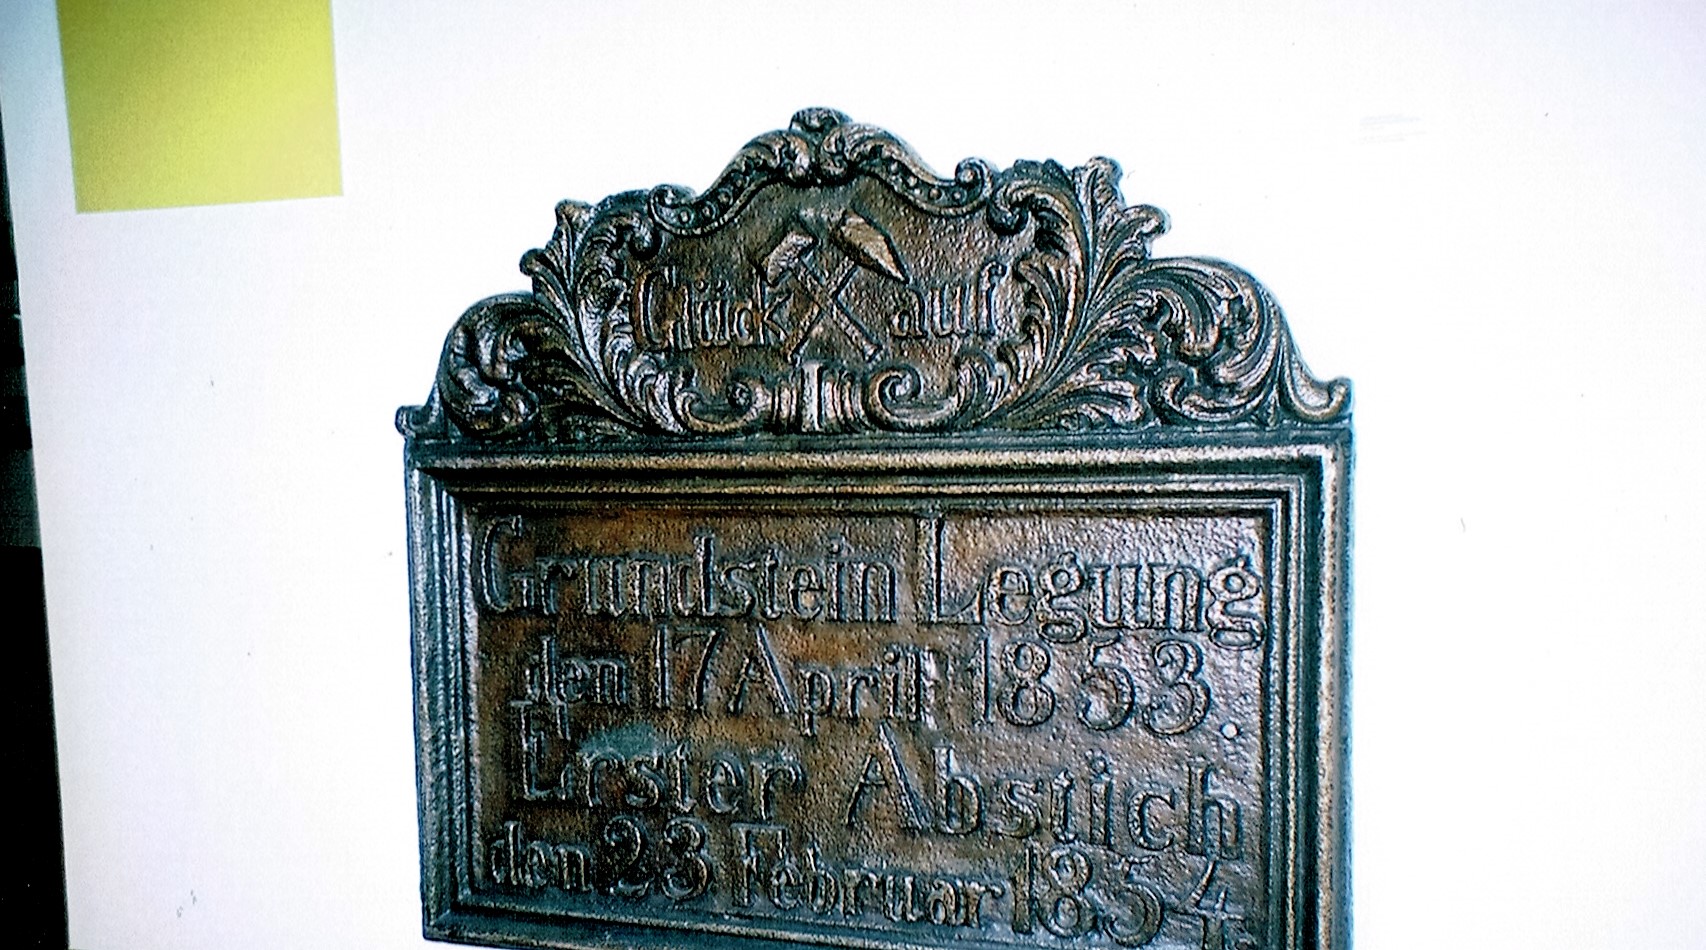 Glück auf
Grundstein Legung
den 17 April 1853.
Erster Abstich
den 23 Februar 1854.